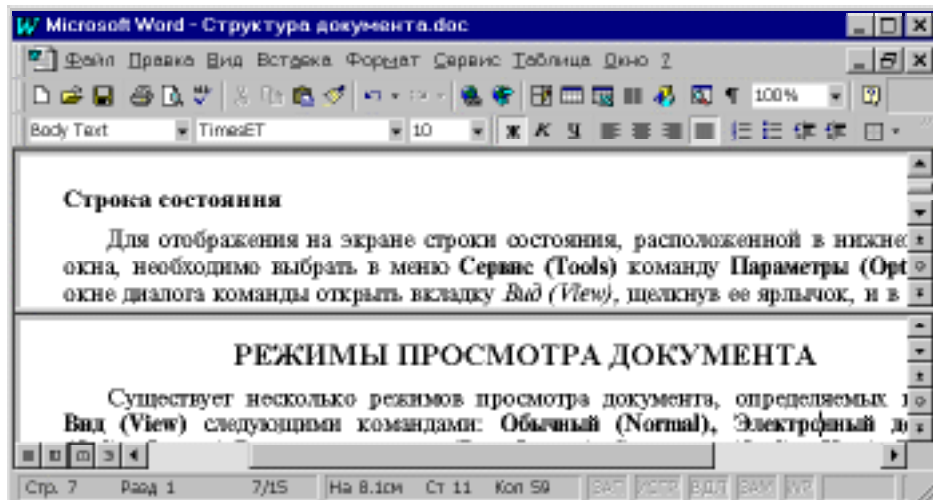 Microsoft Word - Структура документа.doc
Файл Правка Вид Вставка Формат Сервис Таблица Окно ?
100%
Body Text TimesET 10 Ж К Ч
Строка состояния
Для отображения на экране строки состояния, расположенной в нижне
окна, необходимо выбрать в меню Сервис (Tools) команду Параметры (Opt
окне диалога команды открыть вкладку Вид (View), щелкнув ее ярлычок, и в
РЕЖИМЫ ПРОСМОТРА ДОКУМЕНТА
Существует несколько режимов просмотра документа, определяемых
Вид (View) следующими командами: Обычный (Normal), Электронный д
Стр. 7 Разд 1 7/15 На 8.1см Ст 11 Кол 59 ЗАП ИСПР ВДЛ ЗАМ